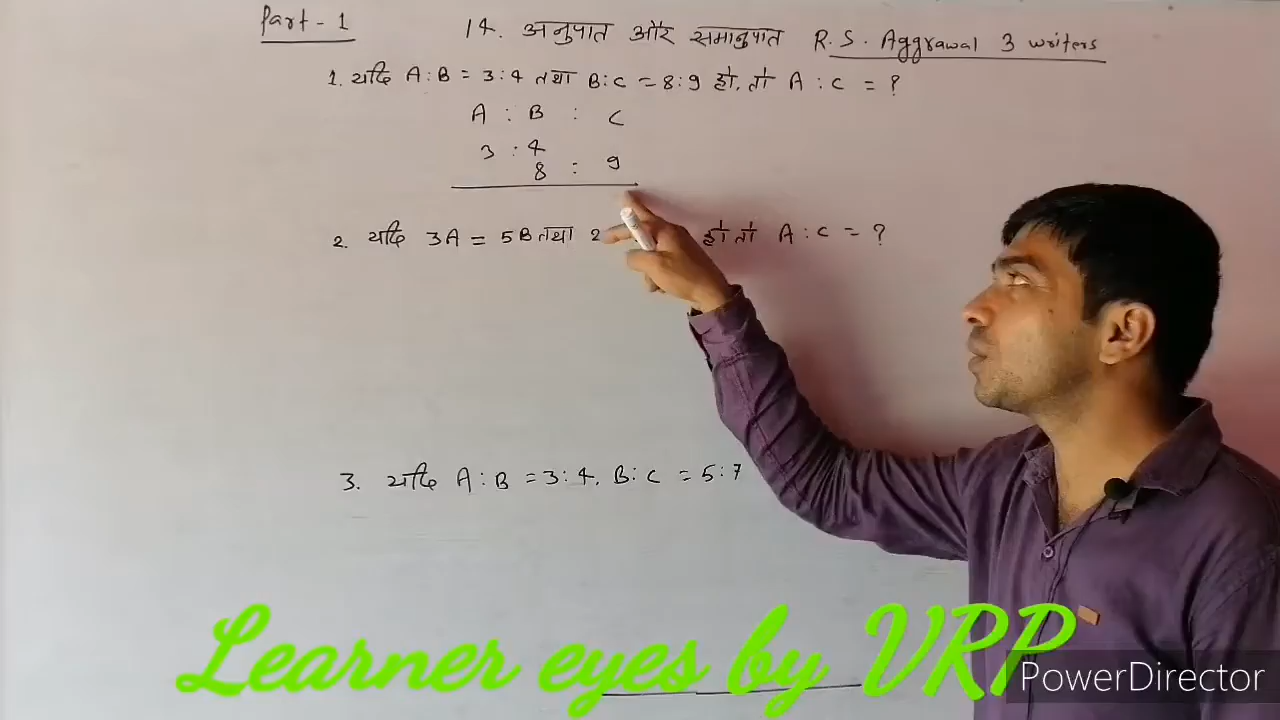 Part - 1
14. अनुपात और समानुपात R. S. Aggrawal 3 writers
1. यदि A : B = 3 : 4 तथा B : C = 8 : 9 हो, तो A : C = ?
A : B : C
3 : 4
8 : 9
2. यदि 3A = 5B तथा 2 हो तो A : C = ?
3. यदि A : B = 3 : 4, B : C = 5 : 7
Learner eyes by VRP
PowerDirector